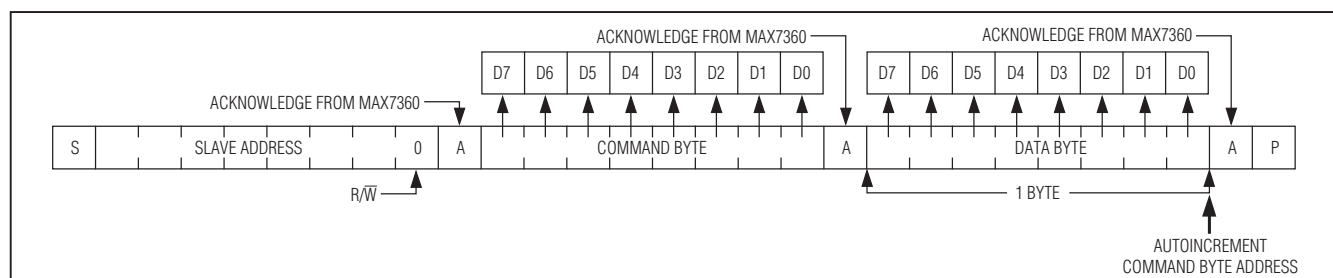 ACKNOWLEDGE FROM MAX7360
ACKNOWLEDGE FROM MAX7360
D7 D6 D5 D4 D3 D2 D1 D0
D7 D6 D5 D4 D3 D2 D1 D0
ACKNOWLEDGE FROM MAX7360
S SLAVE ADDRESS 0 A COMMAND BYTE A DATA BYTE A P
R/W̅
1 BYTE
AUTOINCREMENT
COMMAND BYTE ADDRESS